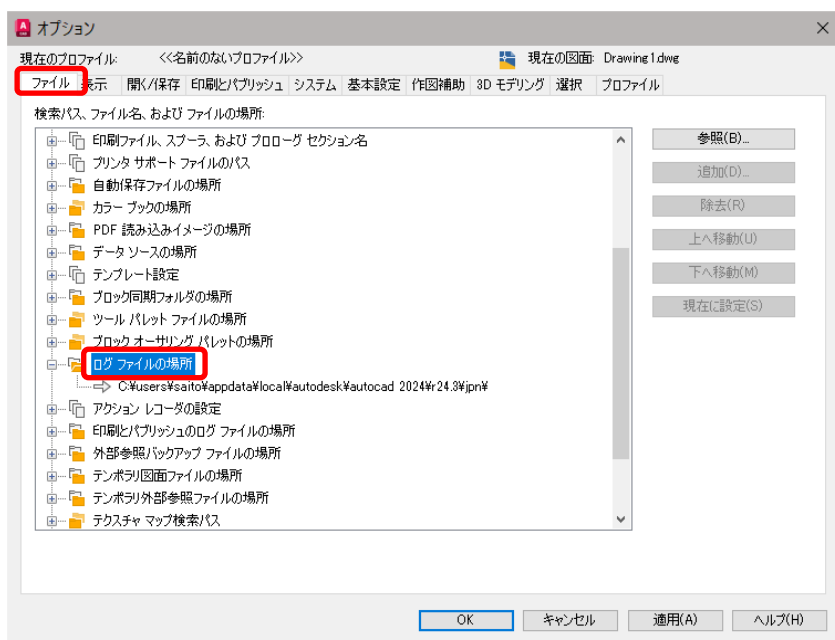 オプション
現在のプロファイル: <<名前のないプロファイル>> 現在の図面: Drawing1.dwg
ファイル 表示 開く/保存 印刷とパブリッシュ システム 基本設定 作図補助 3D モデリング 選択 プロファイル
検索パス、ファイル名、および ファイルの場所:
印刷ファイル、スプーラ、および プロローグ セクション名
プリンタ サポート ファイルのパス
自動保存ファイルの場所
カラー ブックの場所
PDF 読み込みイメージの場所
データ ソースの場所
テンプレート設定
ブロック同期フォルダの場所
ツール パレット ファイルの場所
ブロック オーサリング パレットの場所
ログ ファイルの場所
C:¥users¥saito¥appdata¥local¥autodesk¥autocad 2024¥r24.3¥jpn¥
アクション レコーダの設定
印刷とパブリッシュのログ ファイルの場所
外部参照バックアップ ファイルの場所
テンポラリ図面ファイルの場所
テンポラリ外部参照ファイルの場所
テクスチャ マップ検索パス
参照(B)...
追加(D)...
除去(R)
上へ移動(U)
下へ移動(M)
現在に設定(S)
OK キャンセル 適用(A) ヘルプ(H)